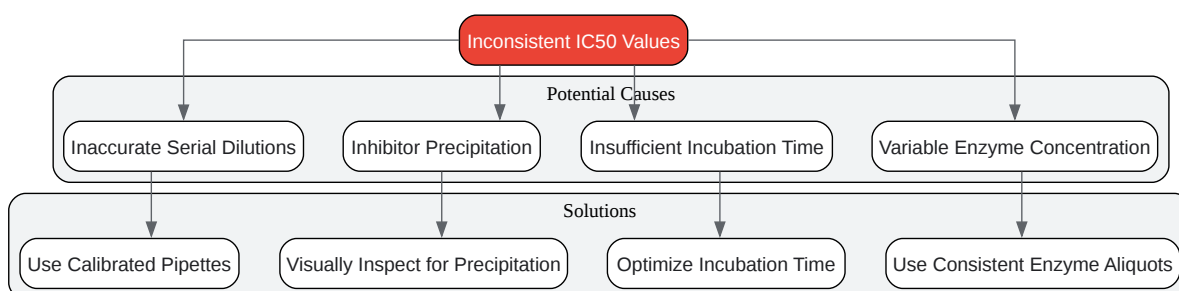 Inconsistent IC50 Values
Potential Causes
Inaccurate Serial Dilutions
Inhibitor Precipitation
Insufficient Incubation Time
Variable Enzyme Concentration
Solutions
Use Calibrated Pipettes
Visually Inspect for Precipitation
Optimize Incubation Time
Use Consistent Enzyme Aliquots